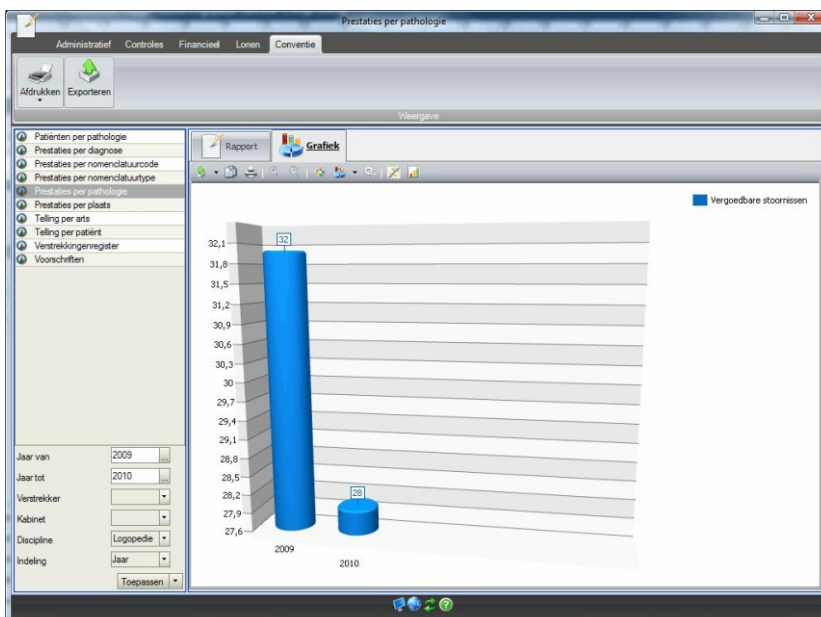 Prestaties per pathologie
Administratief Controles Financieel Lonen Conventie
Afdrukken Exporteren
Weergave
Patiënten per pathologie
Prestaties per diagnose
Prestaties per nomenclatuurcode
Prestaties per nomenclatuurtype
Prestaties per pathologie
Prestaties per plaats
Telling per arts
Telling per patiënt
Verstrekkingenregister
Voorschriften
Jaar van 2009 ...
Jaar tot 2010 ...
Verstrekker
Kabinet
Discipline Logopedie
Indeling Jaar
Toepassen
Rapport Grafiek
Vergoedbare stoornissen
32,1
31,8
31,5
31,2
30,9
30,6
30,3
30
29,7
29,4
29,1
28,8
28,5
28,2
27,9
27,6
32
28
2009
2010